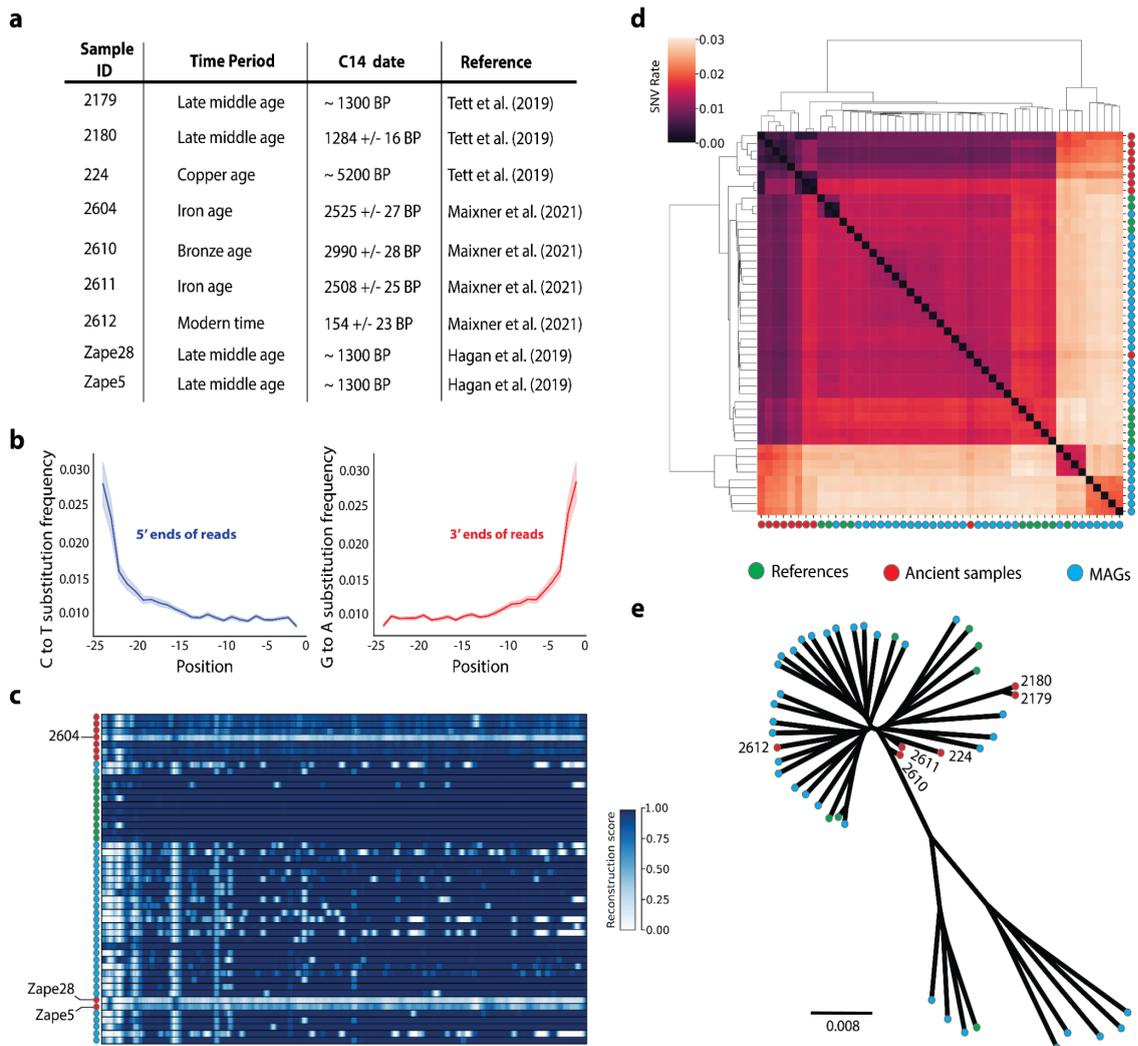 a
Sample ID Time Period C14 date Reference
2179 Late middle age ~ 1300 BP Tett et al. (2019)
2180 Late middle age 1284 +/- 16 BP Tett et al. (2019)
224 Copper age ~ 5200 BP Tett et al. (2019)
2604 Iron age 2525 +/- 27 BP Maixner et al. (2021)
2610 Bronze age 2990 +/- 28 BP Maixner et al. (2021)
2611 Iron age 2508 +/- 25 BP Maixner et al. (2021)
2612 Modern time 154 +/- 23 BP Maixner et al. (2021)
Zape28 Late middle age ~ 1300 BP Hagan et al. (2019)
Zape5 Late middle age ~ 1300 BP Hagan et al. (2019)
b
C to T substitution frequency
0.030
0.025
0.020
0.015
0.010
5' ends of reads
-25 -20 -15 -10 -5 0
Position
G to A substitution frequency
0.030
0.025
0.020
0.015
0.010
3' ends of reads
-25 -20 -15 -10 -5 0
Position
c
2604
Zape28
Zape5
Reconstruction score
1.00
0.75
0.50
0.25
0.00
d
SNV Rate
0.03
0.02
0.01
0.00
References Ancient samples MAGs
e
2180
2179
2612
2611
224
2610
0.008